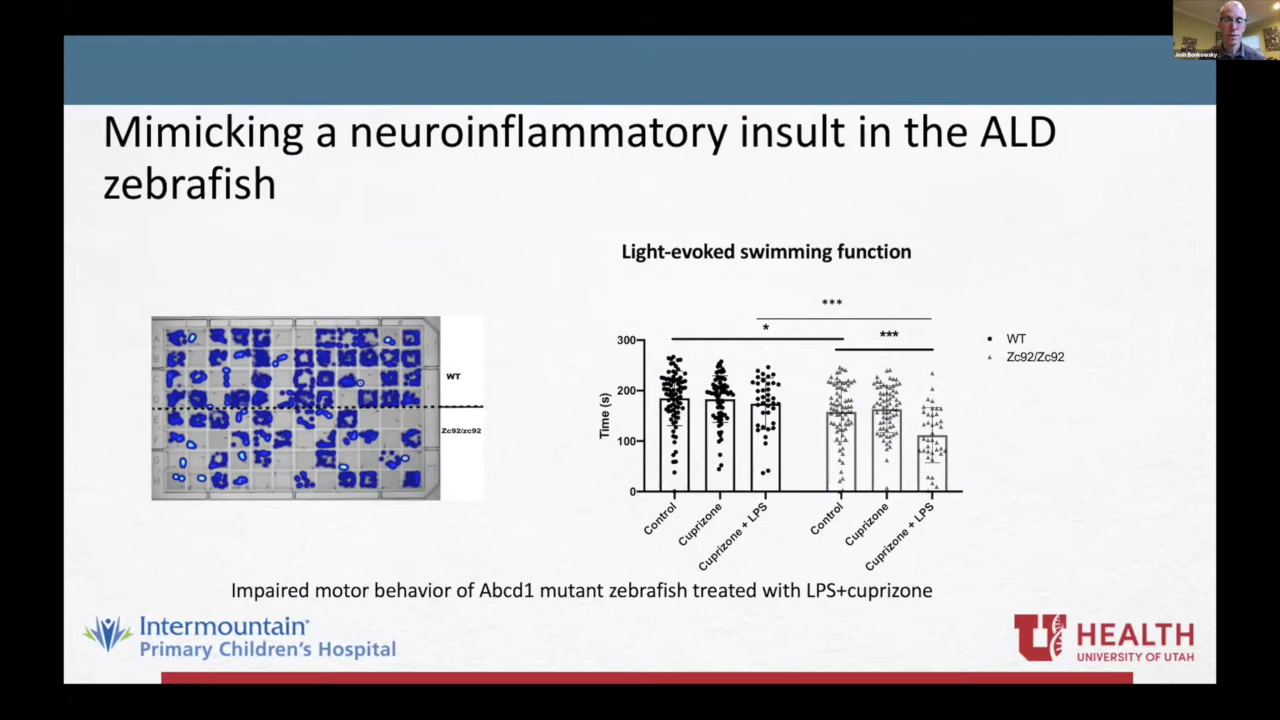 Josh Bonkowsky
Mimicking a neuroinflammatory insult in the ALD
zebrafish
Light-evoked swimming function
***
*
***
WT
Zc92/Zc92
300
200
100
0
Time (s)
Control
Cuprizone
Cuprizone + LPS
Control
Cuprizone
Cuprizone + LPS
A
B
C
D
E
F
G
H
WT
Zc92/zc92
Impaired motor behavior of Abcd1 mutant zebrafish treated with LPS+cuprizone
Intermountain®
Primary Children's Hospital
U HEALTH
UNIVERSITY OF UTAH